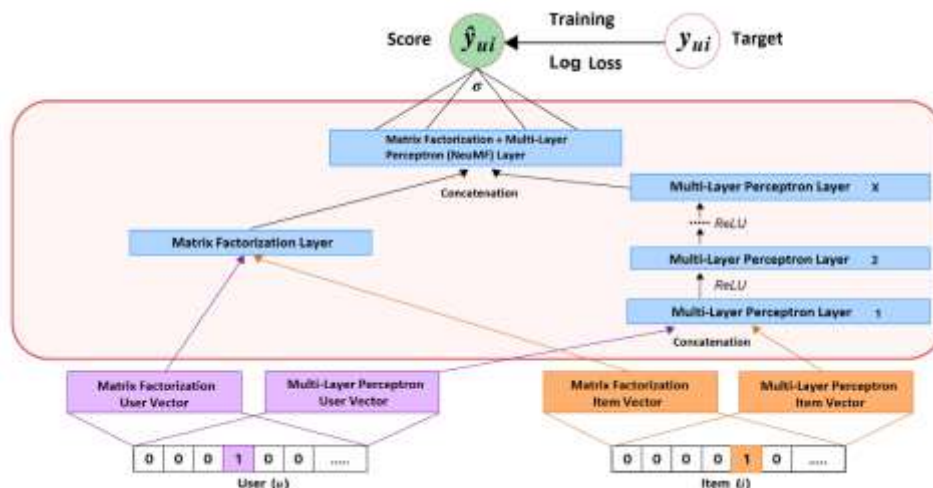 Score ŷui Training yui Target
Log Loss
σ
Matrix Factorization + Multi-Layer
Perceptron (NeuMF) Layer
Concatenation
Multi-Layer Perceptron Layer X
ReLU
Matrix Factorization Layer
Multi-Layer Perceptron Layer 2
ReLU
Multi-Layer Perceptron Layer 1
Concatenation
Matrix Factorization
User Vector
Multi-Layer Perceptron
User Vector
Matrix Factorization
Item Vector
Multi-Layer Perceptron
Item Vector
0 0 0 1 0 0 .....
0 0 0 0 1 0 .....
User (u)
Item (i)